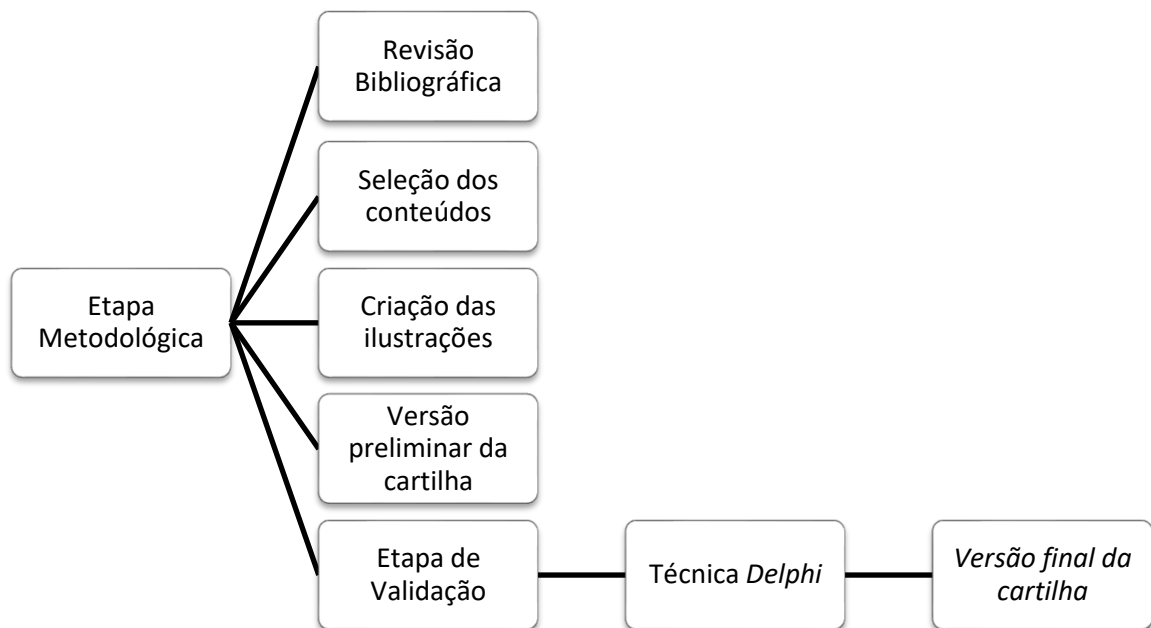 Revisão
Bibliográfica
Seleção dos
conteúdos
Etapa
Metodológica
Criação das
ilustrações
Versão
preliminar da
cartilha
Etapa de
Validação
Técnica Delphi
Versão final da
cartilha